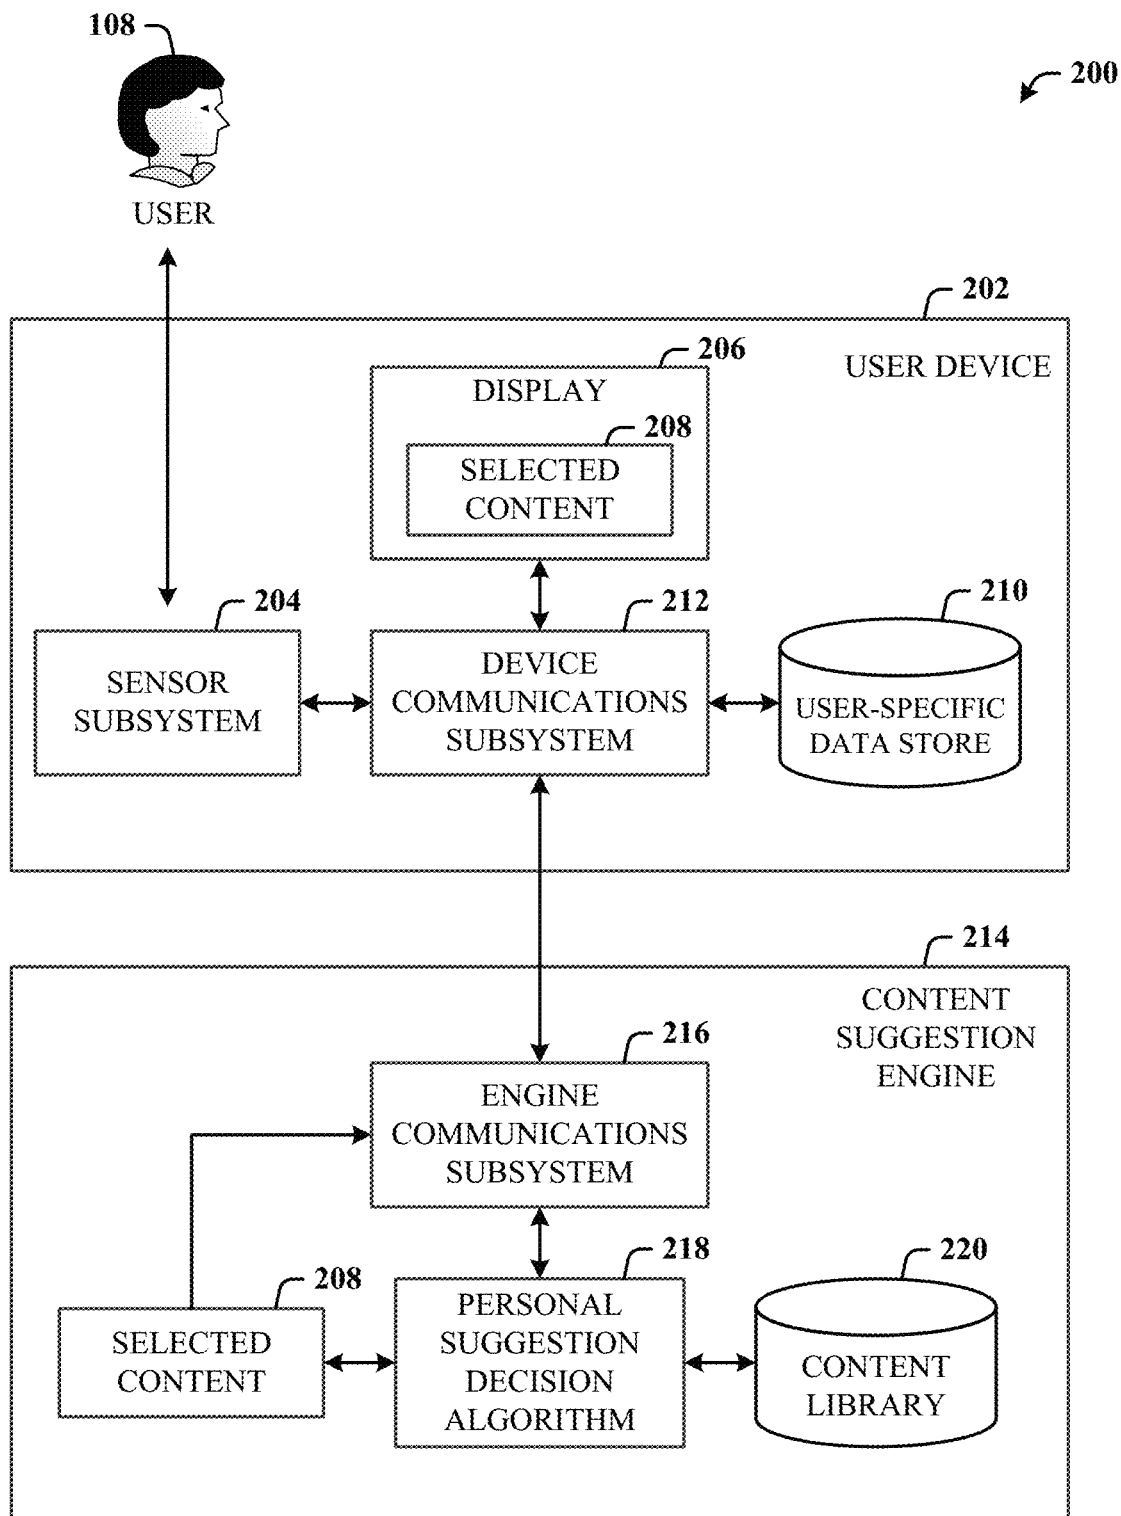 108
200
USER
202
USER DEVICE
206
DISPLAY
208
SELECTED
CONTENT
204
SENSOR
SUBSYSTEM
212
DEVICE
COMMUNICATIONS
SUBSYSTEM
210
USER-SPECIFIC
DATA STORE
214
CONTENT
SUGGESTION
ENGINE
216
ENGINE
COMMUNICATIONS
SUBSYSTEM
208
SELECTED
CONTENT
218
PERSONAL
SUGGESTION
DECISION
ALGORITHM
220
CONTENT
LIBRARY